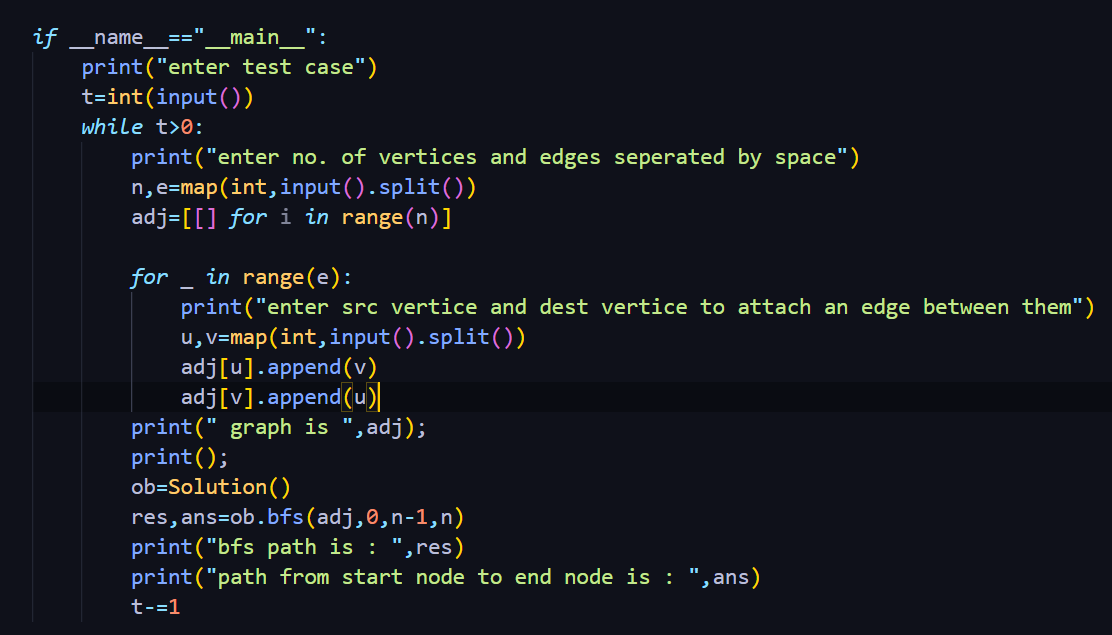 if __name__=="__main__":
    print("enter test case")
    t=int(input())
    while t>0:
        print("enter no. of vertices and edges seperated by space")
        n,e=map(int,input().split())
        adj=[[] for i in range(n)]

        for _ in range(e):
            print("enter src vertice and dest vertice to attach an edge between them")
            u,v=map(int,input().split())
            adj[u].append(v)
            adj[v].append(u)
        print(" graph is ",adj);
        print();
        ob=Solution()
        res,ans=ob.bfs(adj,0,n-1,n)
        print("bfs path is : ",res)
        print("path from start node to end node is : ",ans)
        t-=1